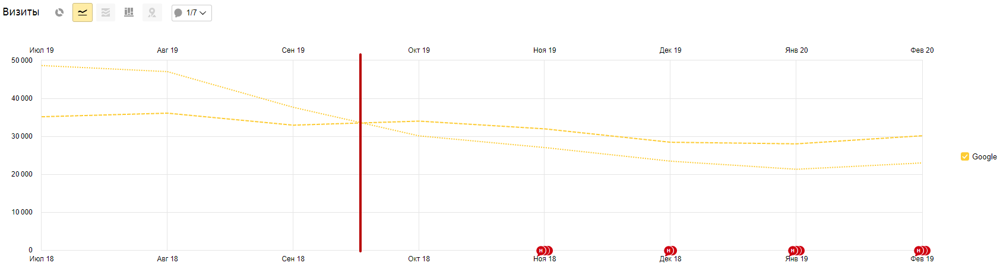 Визиты 1/7
Июл 19 Авг 19 Сен 19 Окт 19 Ноя 19 Дек 19 Янв 20 Фев 20
50 000
40 000
30 000
Google
20 000
10 000
0
Н Н Н Н
Июл 18 Авг 18 Сен 18 Окт 18 Ноя 18 Дек 18 Янв 19 Фев 19